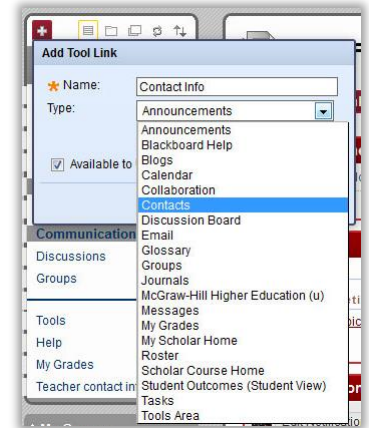 Add Tool Link
Name: Contact Info
Type: Announcements
Announcements
Blackboard Help
Blogs
Available to
Calendar
Collaboration
Contacts
Discussion Board
Communication
Email
Discussions
Glossary
Groups
Groups
Journals
McGraw-Hill Higher Education (u)
Messages
Tools
My Grades
Help
My Scholar Home
Roster
My Grades
Scholar Course Home
Teacher contact in
Student Outcomes (Student View)
Tasks
Tools Area